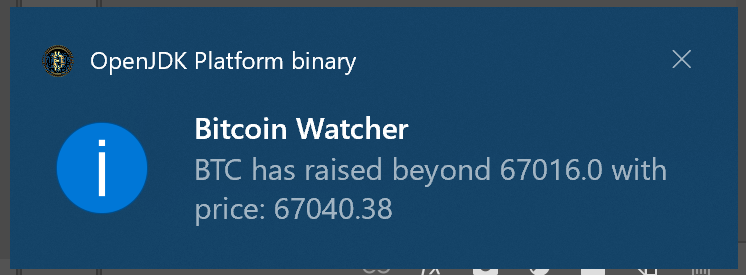 OpenJDK Platform binary
Bitcoin Watcher
BTC has raised beyond 67016.0 with
price: 67040.38